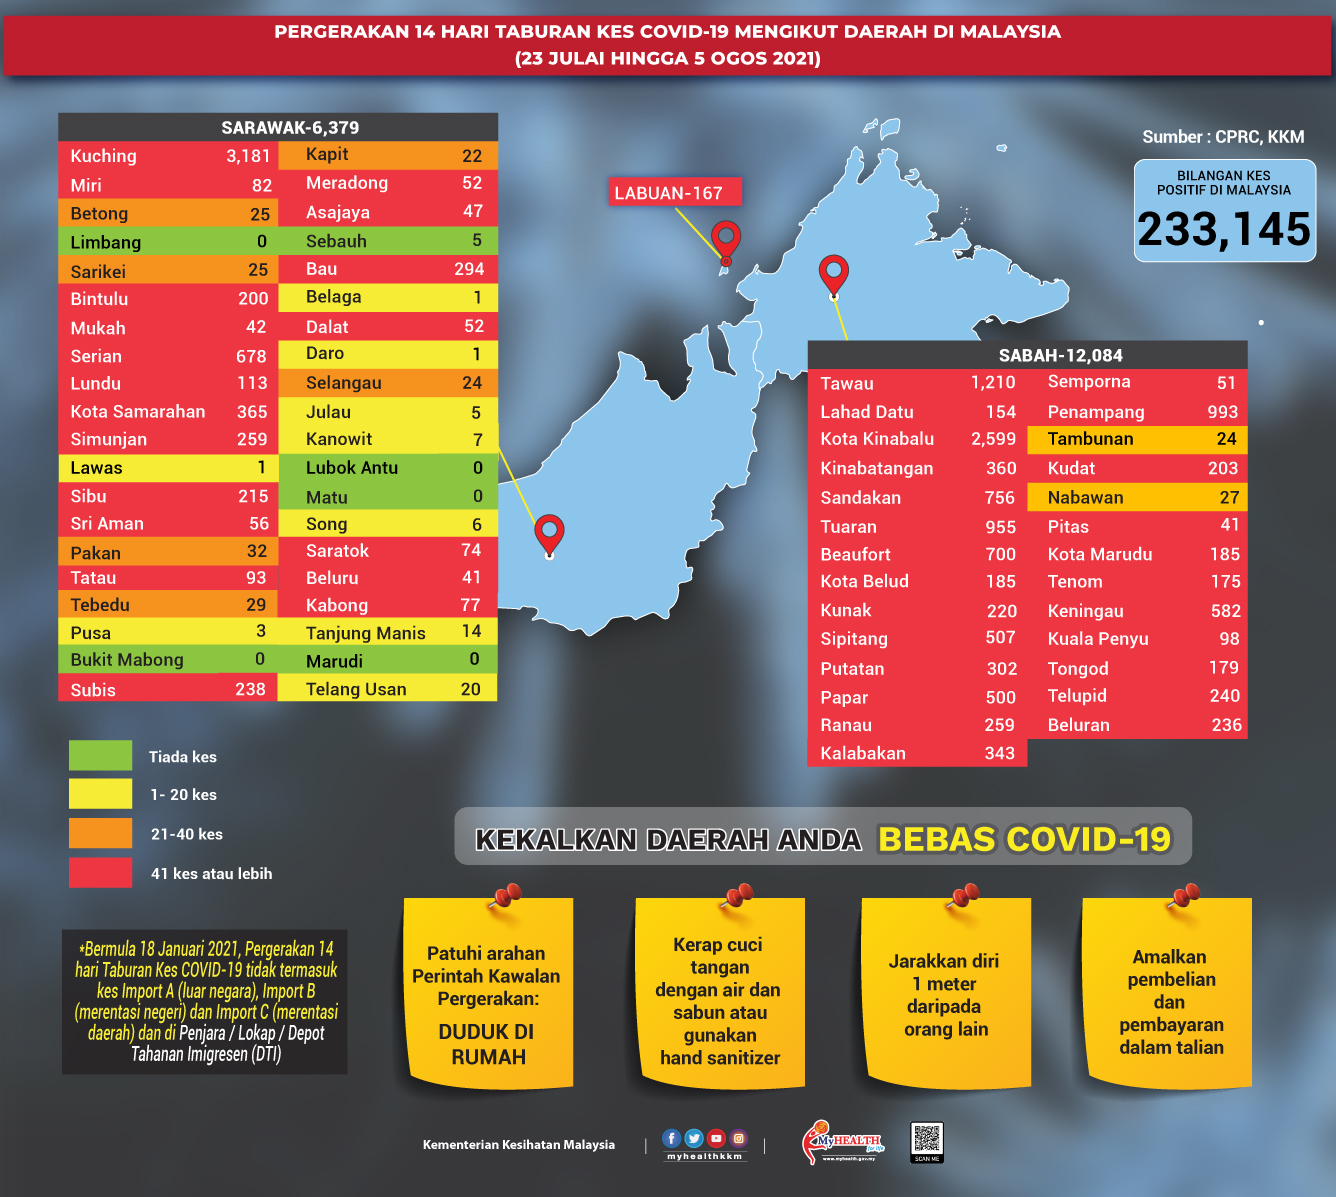 PERGERAKAN 14 HARI TABURAN KES COVID-19 MENGIKUT DAERAH DI MALAYSIA
(23 JULAI HINGGA 5 OGOS 2021)
SARAWAK-6,379
Kuching 3,181 Kapit 22
Miri 82 Meradong 52
Betong 25 Asajaya 47
Limbang 0 Sebauh 5
Sarikei 25 Bau 294
Bintulu 200 Belaga 1
Mukah 42 Dalat 52
Serian 678 Daro 1
Lundu 113 Selangau 24
Kota Samarahan 365 Julau 5
Simunjan 259 Kanowit 7
Lawas 1 Lubok Antu 0
Sibu 215 Matu 0
Sri Aman 56 Song 6
Pakan 32 Saratok 74
Tatau 93 Beluru 41
Tebedu 29 Kabong 77
Pusa 3 Tanjung Manis 14
Bukit Mabong 0 Marudi 0
Subis 238 Telang Usan 20
LABUAN-167
Sumber : CPRC, KKM
BILANGAN KES
POSITIF DI MALAYSIA
233,145
SABAH-12,084
Tawau 1,210 Semporna 51
Lahad Datu 154 Penampang 993
Kota Kinabalu 2,599 Tambunan 24
Kinabatangan 360 Kudat 203
Sandakan 756 Nabawan 27
Tuaran 955 Pitas 41
Beaufort 700 Kota Marudu 185
Kota Belud 185 Tenom 175
Kunak 220 Keningau 582
Sipitang 507 Kuala Penyu 98
Putatan 302 Tongod 179
Papar 500 Telupid 240
Ranau 259 Beluran 236
Kalabakan 343
Tiada kes
1- 20 kes
21-40 kes
41 kes atau lebih
*Bermula 18 Januari 2021, Pergerakan 14
hari Taburan Kes COVID-19 tidak termasuk
kes Import A (luar negara), Import B
(merentasi negeri) dan Import C (merentasi
daerah) dan di Penjara / Lokap / Depot
Tahanan Imigresen (DTI)
KEKALKAN DAERAH ANDA BEBAS COVID-19
Patuhi arahan
Perintah Kawalan
Pergerakan:
DUDUK DI
RUMAH
Kerap cuci
tangan
dengan air dan
sabun atau
gunakan
hand sanitizer
Jarakkan diri
1 meter
daripada
orang lain
Amalkan
pembelian
dan
pembayaran
dalam talian
Kementerian Kesihatan Malaysia
myhealthkkm
MyHEALTH
for life
www.myhealth.gov.my
SCAN ME